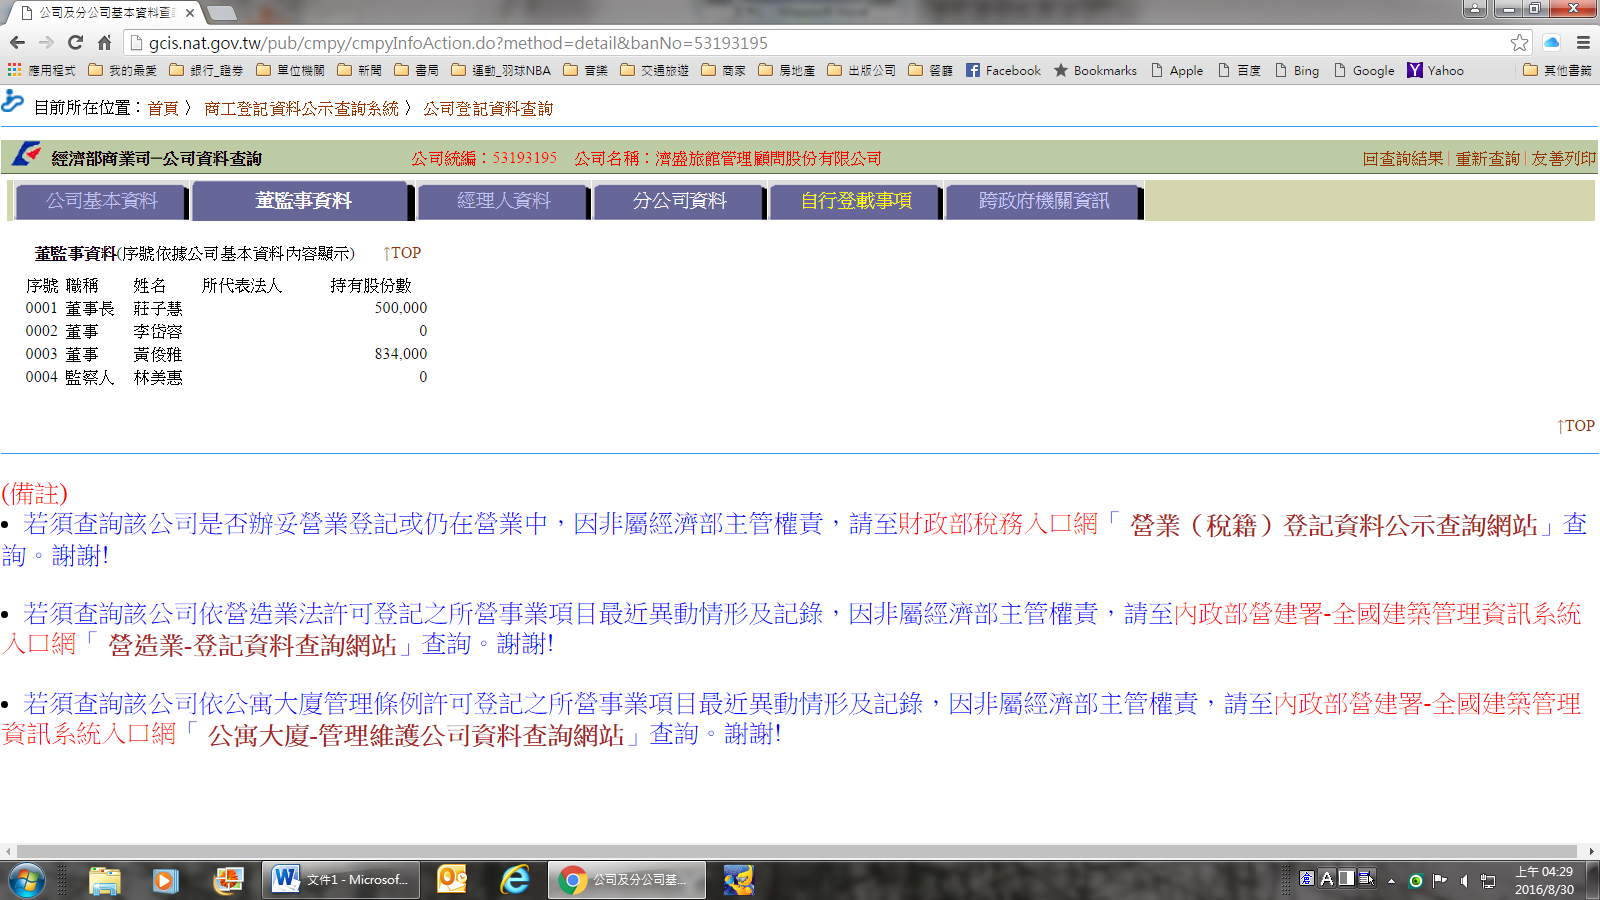 公司及分公司基本資料查詢
gcis.nat.gov.tw/pub/cmpy/cmpyInfoAction.do?method=detail&banNo=53193195
應用程式 我的最愛 銀行_證券 單位機關 新聞 書局 運動_羽球NBA 音樂 交通旅遊 商家 房地產 出版公司 餐廳 Facebook Bookmarks Apple 百度 Bing Google Yahoo 其他書籤
目前所在位置：首頁 〉 商工登記資料公示查詢系統 〉 公司登記資料查詢
經濟部商業司─公司資料查詢 公司統編：53193195 公司名稱：濟盛旅館管理顧問股份有限公司 回查詢結果 | 重新查詢 | 友善列印
公司基本資料 董監事資料 經理人資料 分公司資料 自行登載事項 跨政府機關資訊
董監事資料(序號依據公司基本資料內容顯示) ↑TOP
序號 職稱 姓名 所代表法人 持有股份數
0001 董事長 莊子慧 500,000
0002 董事 李岱容 0
0003 董事 黃俊雅 834,000
0004 監察人 林美惠 0
↑TOP
(備註)
• 若須查詢該公司是否辦妥營業登記或仍在營業中，因非屬經濟部主管權責，請至財政部稅務入口網「 營業（稅籍）登記資料公示查詢網站」查
詢。謝謝!
• 若須查詢該公司依營造業法許可登記之所營事業項目最近異動情形及記錄，因非屬經濟部主管權責，請至內政部營建署-全國建築管理資訊系統
入口網「 營造業-登記資料查詢網站」查詢。謝謝!
• 若須查詢該公司依公寓大廈管理條例許可登記之所營事業項目最近異動情形及記錄，因非屬經濟部主管權責，請至內政部營建署-全國建築管理
資訊系統入口網「 公寓大廈-管理維護公司資料查詢網站」查詢。謝謝!
文件1 - Microsof... 公司及分公司基... A 上午 04:29
2016/8/30